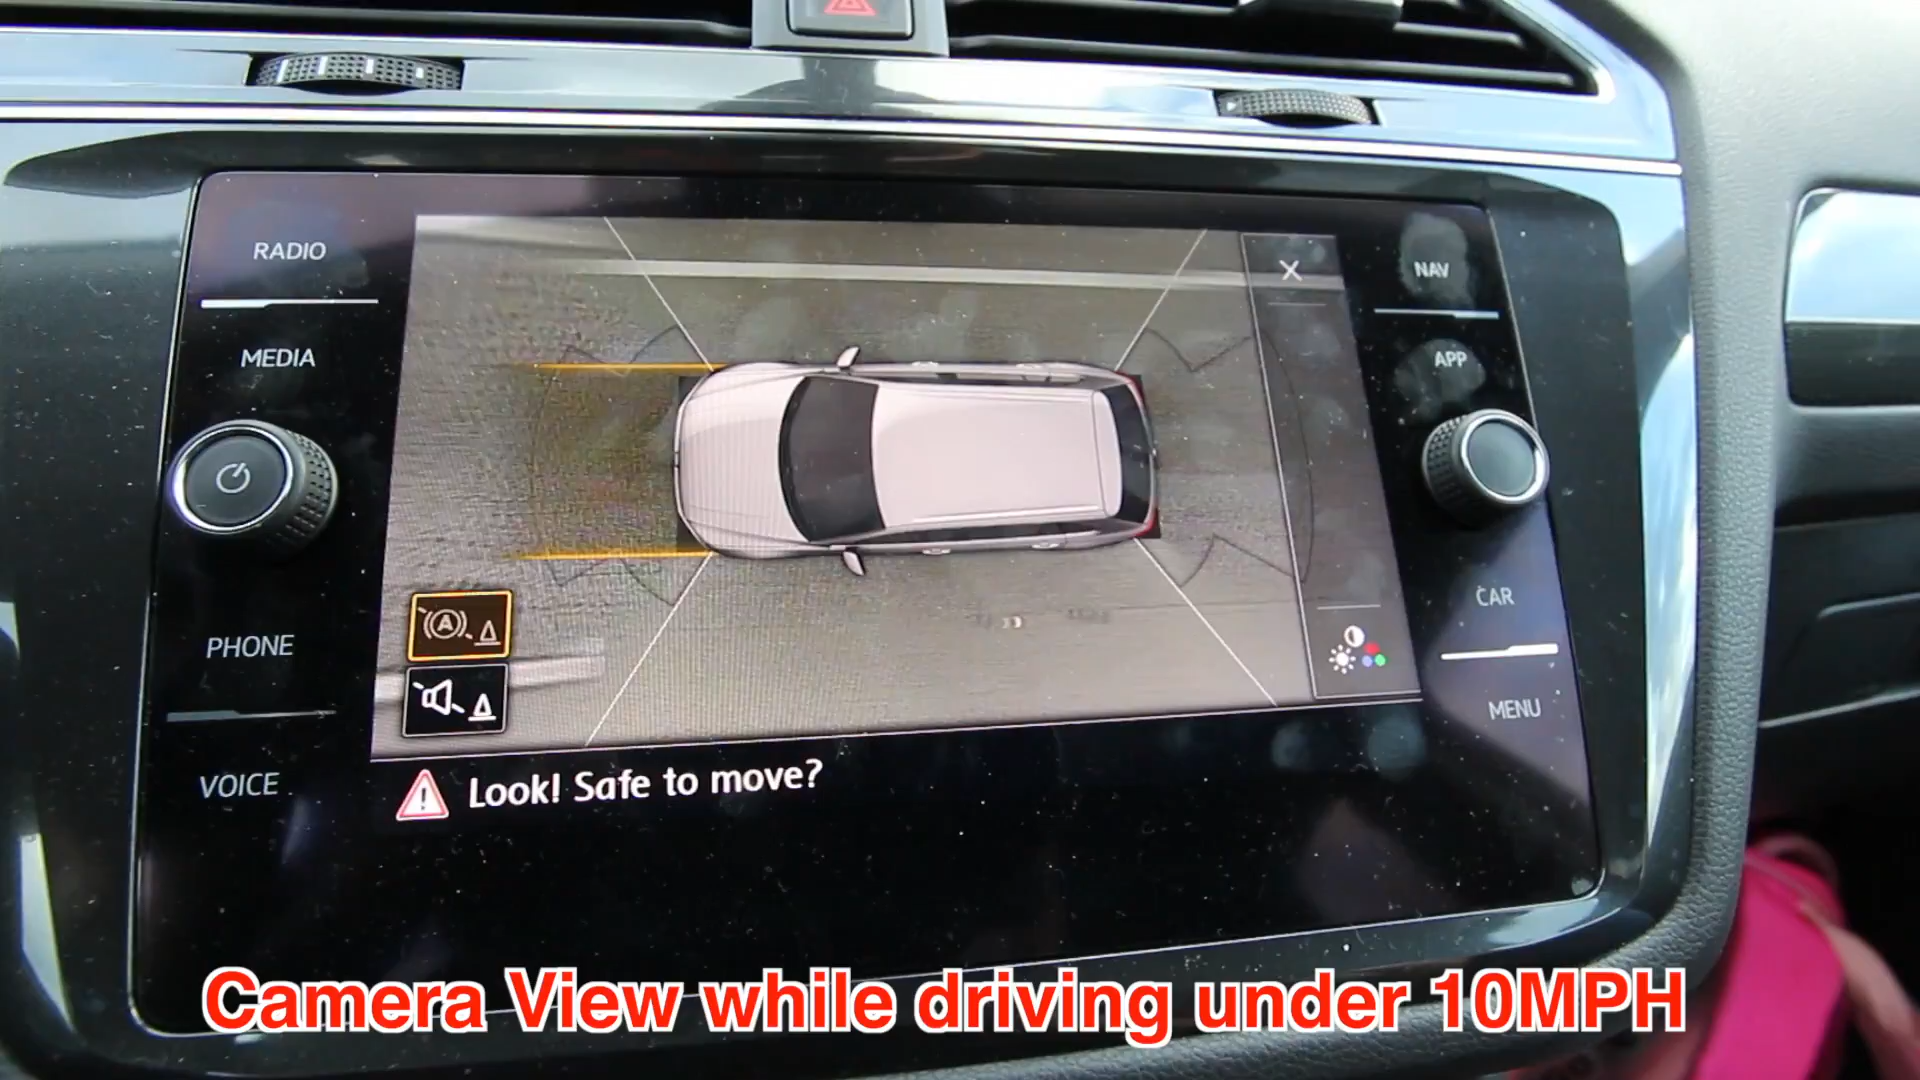 RADIO
MEDIA
PHONE
VOICE
NAV
APP
CAR
MENU
A
Look! Safe to move?
Camera View while driving under 10MPH